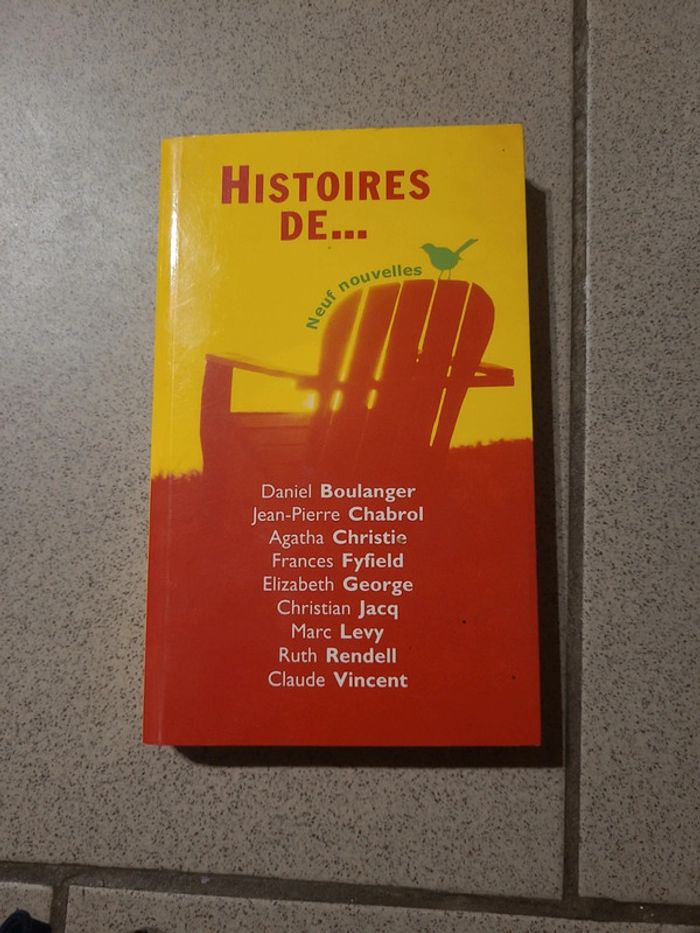 HISTOIRES
DE...
Neuf nouvelles
Daniel Boulanger
Jean-Pierre Chabrol
Agatha Christie
Frances Fyfield
Elizabeth George
Christian Jacq
Marc Levy
Ruth Rendell
Claude Vincent